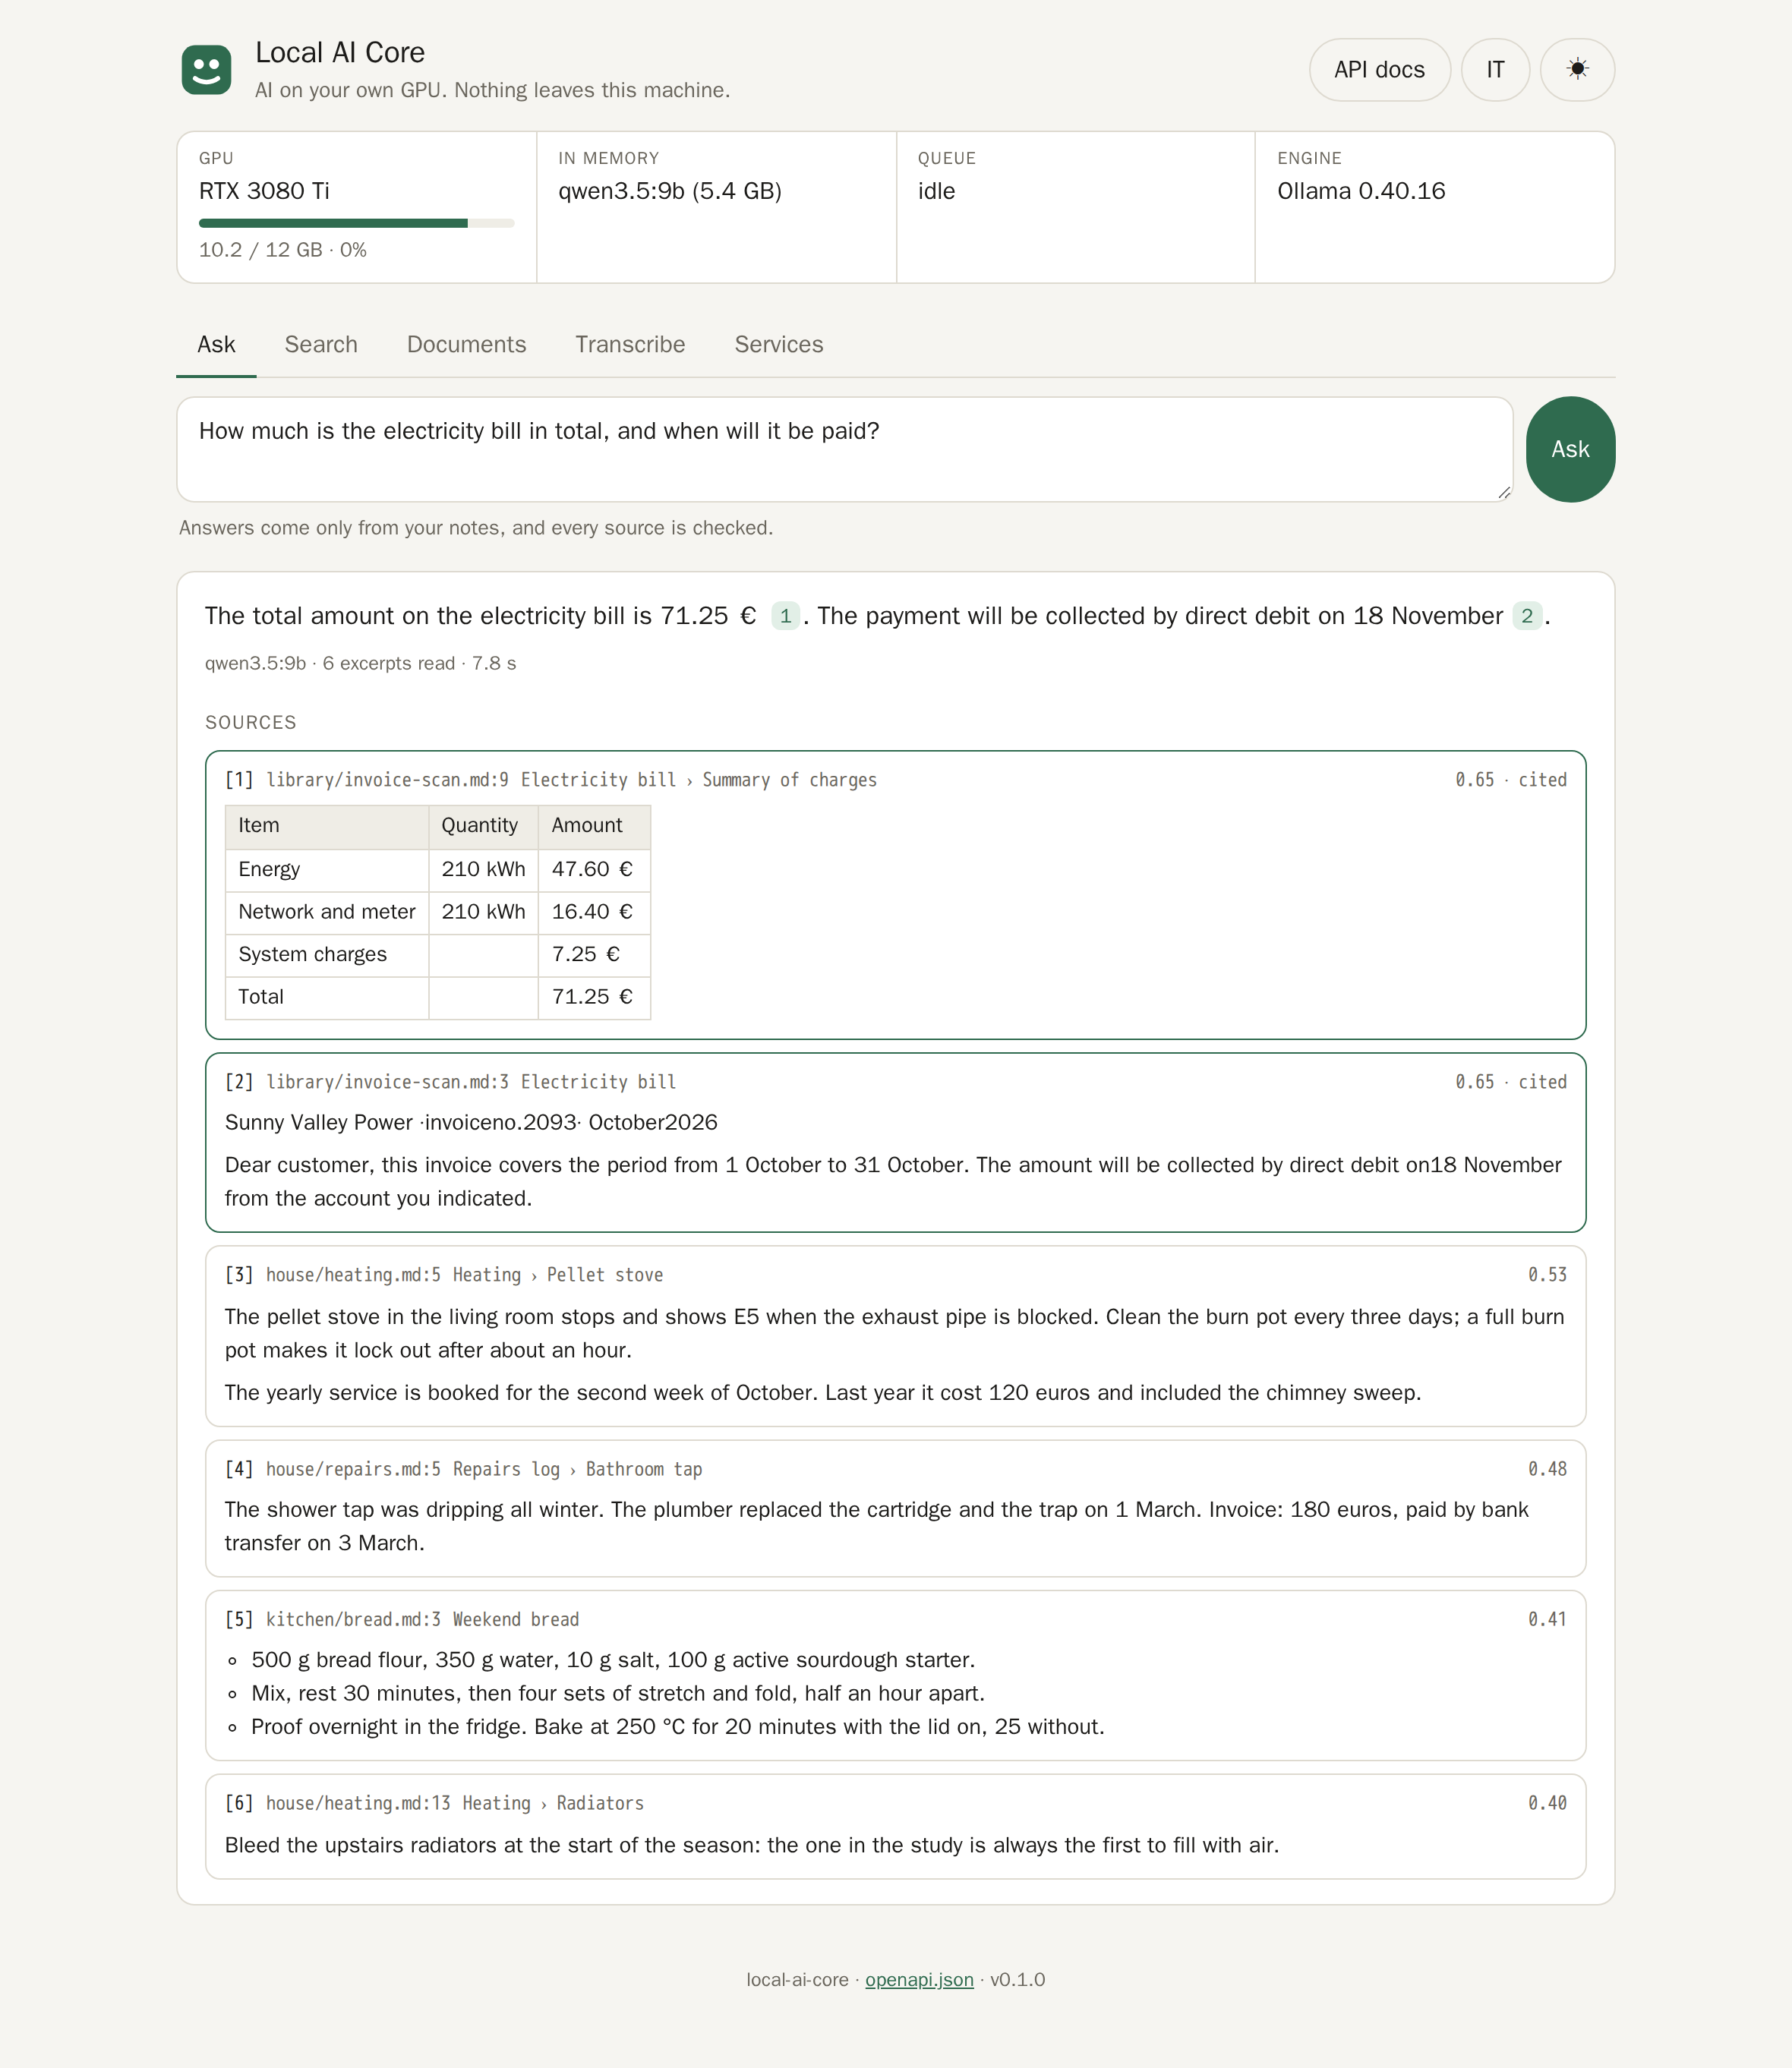 Local AI Core
AI on your own GPU. Nothing leaves this machine.
API docs
IT
GPU
RTX 3080 Ti
10.2 / 12 GB · 0%
IN MEMORY
qwen3.5:9b (5.4 GB)
QUEUE
idle
ENGINE
Ollama 0.40.16
Ask
Search
Documents
Transcribe
Services
How much is the electricity bill in total, and when will it be paid?
Ask
Answers come only from your notes, and every source is checked.
The total amount on the electricity bill is 71.25 € 1. The payment will be collected by direct debit on 18 November 2.
qwen3.5:9b · 6 excerpts read · 7.8 s
SOURCES
[1] library/invoice-scan.md:9 Electricity bill › Summary of charges 0.65 · cited
Item Quantity Amount
Energy 210 kWh 47.60 €
Network and meter 210 kWh 16.40 €
System charges 7.25 €
Total 71.25 €
[2] library/invoice-scan.md:3 Electricity bill 0.65 · cited
Sunny Valley Power ·invoiceno.2093· October2026
Dear customer, this invoice covers the period from 1 October to 31 October. The amount will be collected by direct debit on18 November
from the account you indicated.
[3] house/heating.md:5 Heating › Pellet stove 0.53
The pellet stove in the living room stops and shows E5 when the exhaust pipe is blocked. Clean the burn pot every three days; a full burn
pot makes it lock out after about an hour.
The yearly service is booked for the second week of October. Last year it cost 120 euros and included the chimney sweep.
[4] house/repairs.md:5 Repairs log › Bathroom tap 0.48
The shower tap was dripping all winter. The plumber replaced the cartridge and the trap on 1 March. Invoice: 180 euros, paid by bank
transfer on 3 March.
[5] kitchen/bread.md:3 Weekend bread 0.41
500 g bread flour, 350 g water, 10 g salt, 100 g active sourdough starter.
Mix, rest 30 minutes, then four sets of stretch and fold, half an hour apart.
Proof overnight in the fridge. Bake at 250 °C for 20 minutes with the lid on, 25 without.
[6] house/heating.md:13 Heating › Radiators 0.40
Bleed the upstairs radiators at the start of the season: the one in the study is always the first to fill with air.
local-ai-core · openapi.json · v0.1.0